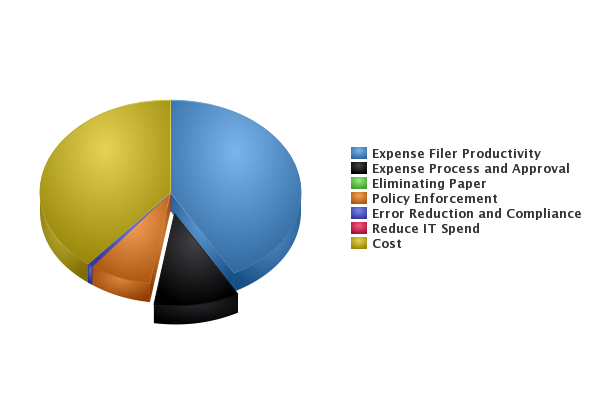 Expense Filer Productivity
Expense Process and Approval
Eliminating Paper
Policy Enforcement
Error Reduction and Compliance
Reduce IT Spend
Cost